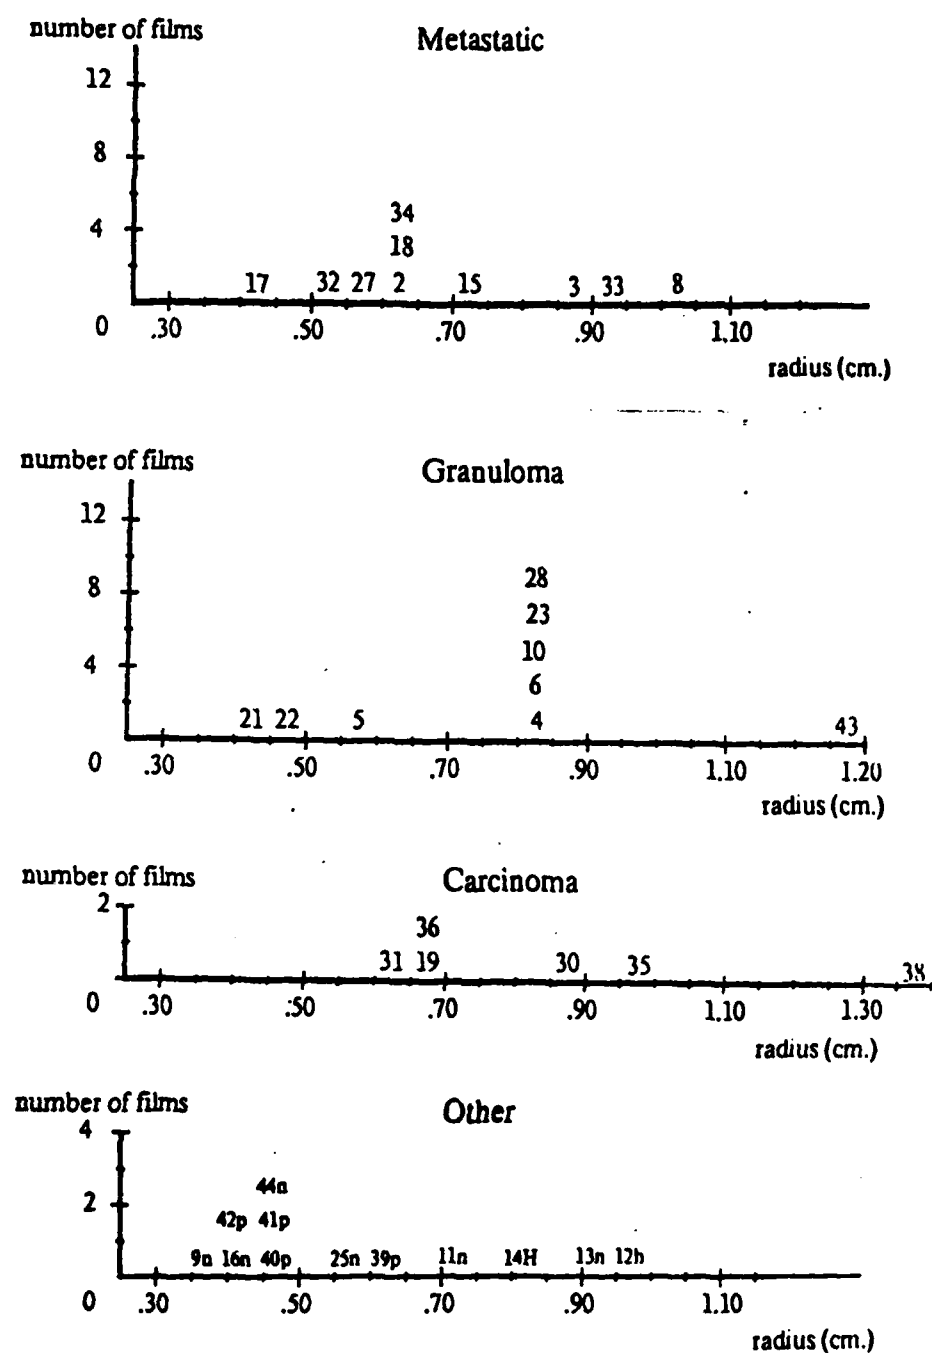 number of films
Metastatic
12
8
4
34
18
17 32 27 2 15 3 33 8
0 .30 .50 .70 .90 1.10
radius (cm.)
number of films
Granuloma
12
8
4
28
23
10
6
21 22 5 4 43
0 .30 .50 .70 .90 1.10 1.20
radius (cm.)
number of films
Carcinoma
2
36
31 19 30 35 38
0 .30 .50 .70 .90 1.10 1.30
radius (cm.)
number of films
Other
4
2
44n
42p 41p
9n 16n 40p 25n 39p 11n 14H 13n 12h
0 .30 .50 .70 .90 1.10
radius (cm.)